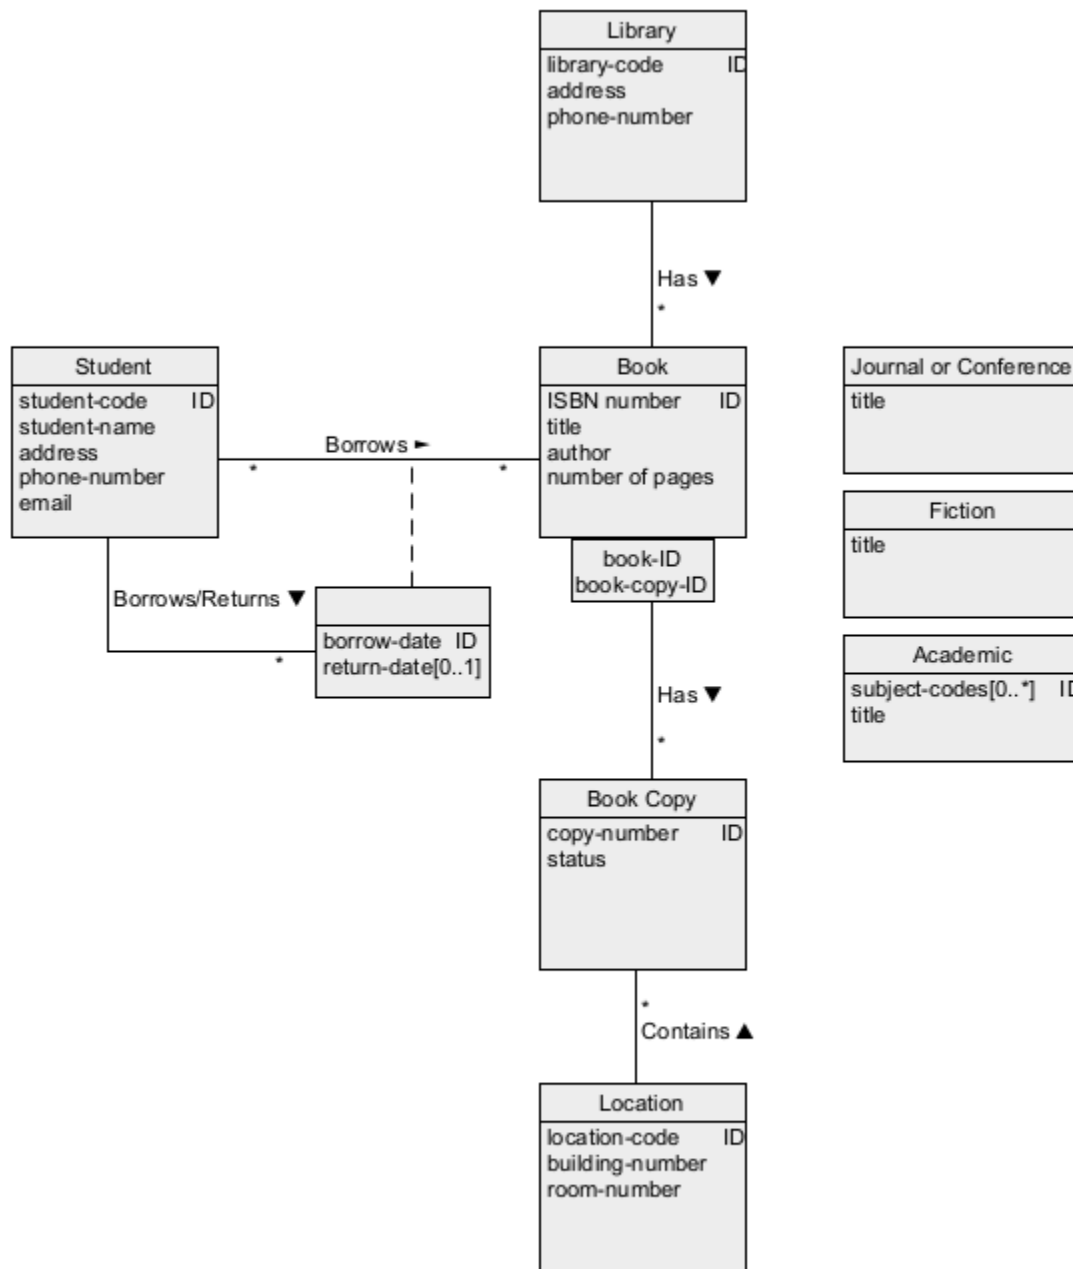 Library
library-code ID
address
phone-number
Has ▼
*
Student
student-code ID
student-name
address
phone-number
email
Borrows ►
*
*
Book
ISBN number ID
title
author
number of pages
book-ID
book-copy-ID
Journal or Conference
title
Fiction
title
Academic
subject-codes[0..*] ID
title
Borrows/Returns ▼
*
borrow-date ID
return-date[0..1]
Has ▼
*
Book Copy
copy-number ID
status
*
Contains ▲
Location
location-code ID
building-number
room-number